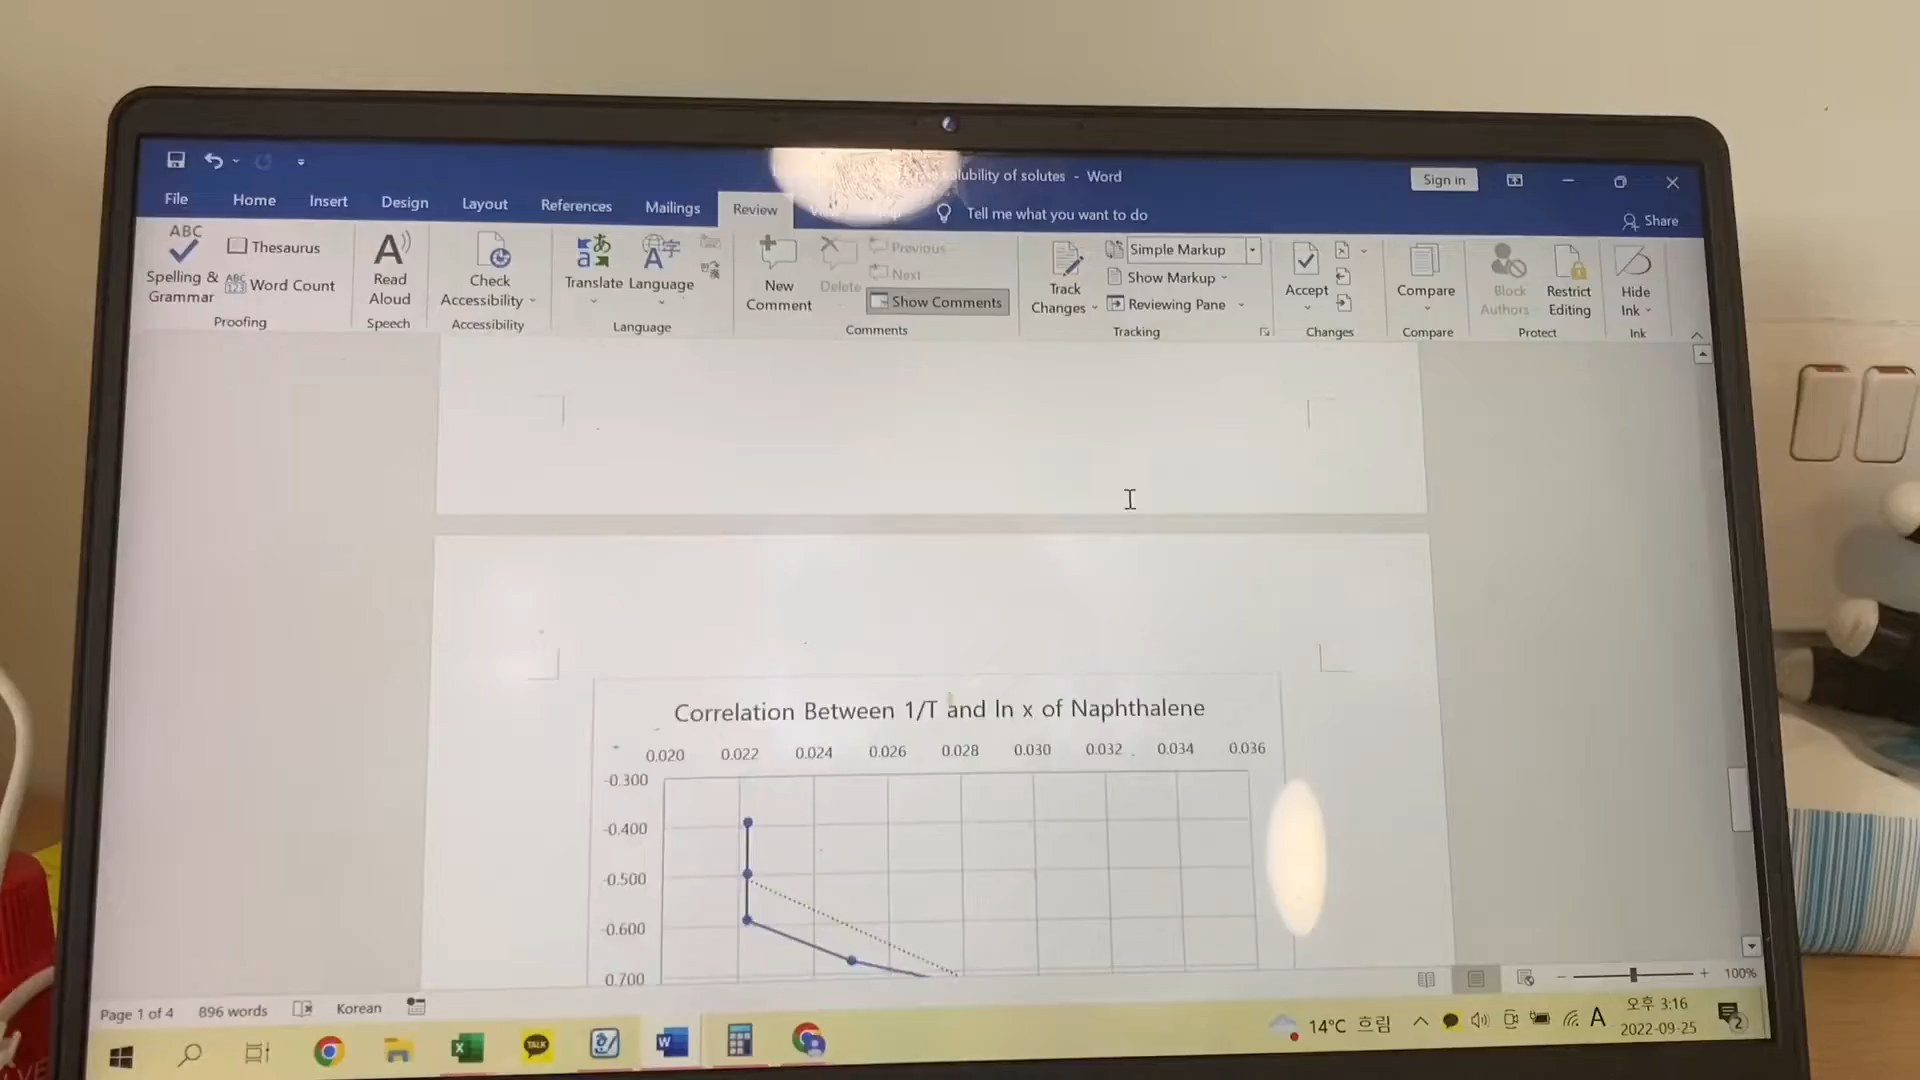 lubility of solutes - Word
Sign in
File Home Insert Design Layout References Mailings Review Tell me what you want to do Share
ABC
Spelling &
Grammar
Thesaurus
Word Count
Proofing
Read
Aloud
Speech
Check
Accessibility
Accessibility
Translate Language
Language
New
Comment
Delete
Previous
Next
Show Comments
Comments
Track
Changes
Simple Markup
Show Markup
Reviewing Pane
Tracking
Accept
Changes
Compare
Compare
Block
Authors
Restrict
Editing
Protect
Hide
Ink
Ink
Correlation Between 1/T and ln x of Naphthalene
0.020 0.022 0.024 0.026 0.028 0.030 0.032 0.034 0.036
-0.300
-0.400
-0.500
-0.600
0.700
100%
Page 1 of 4 896 words Korean
TALK
14°C 흐림
A
오후 3:16
2022-09-25
2